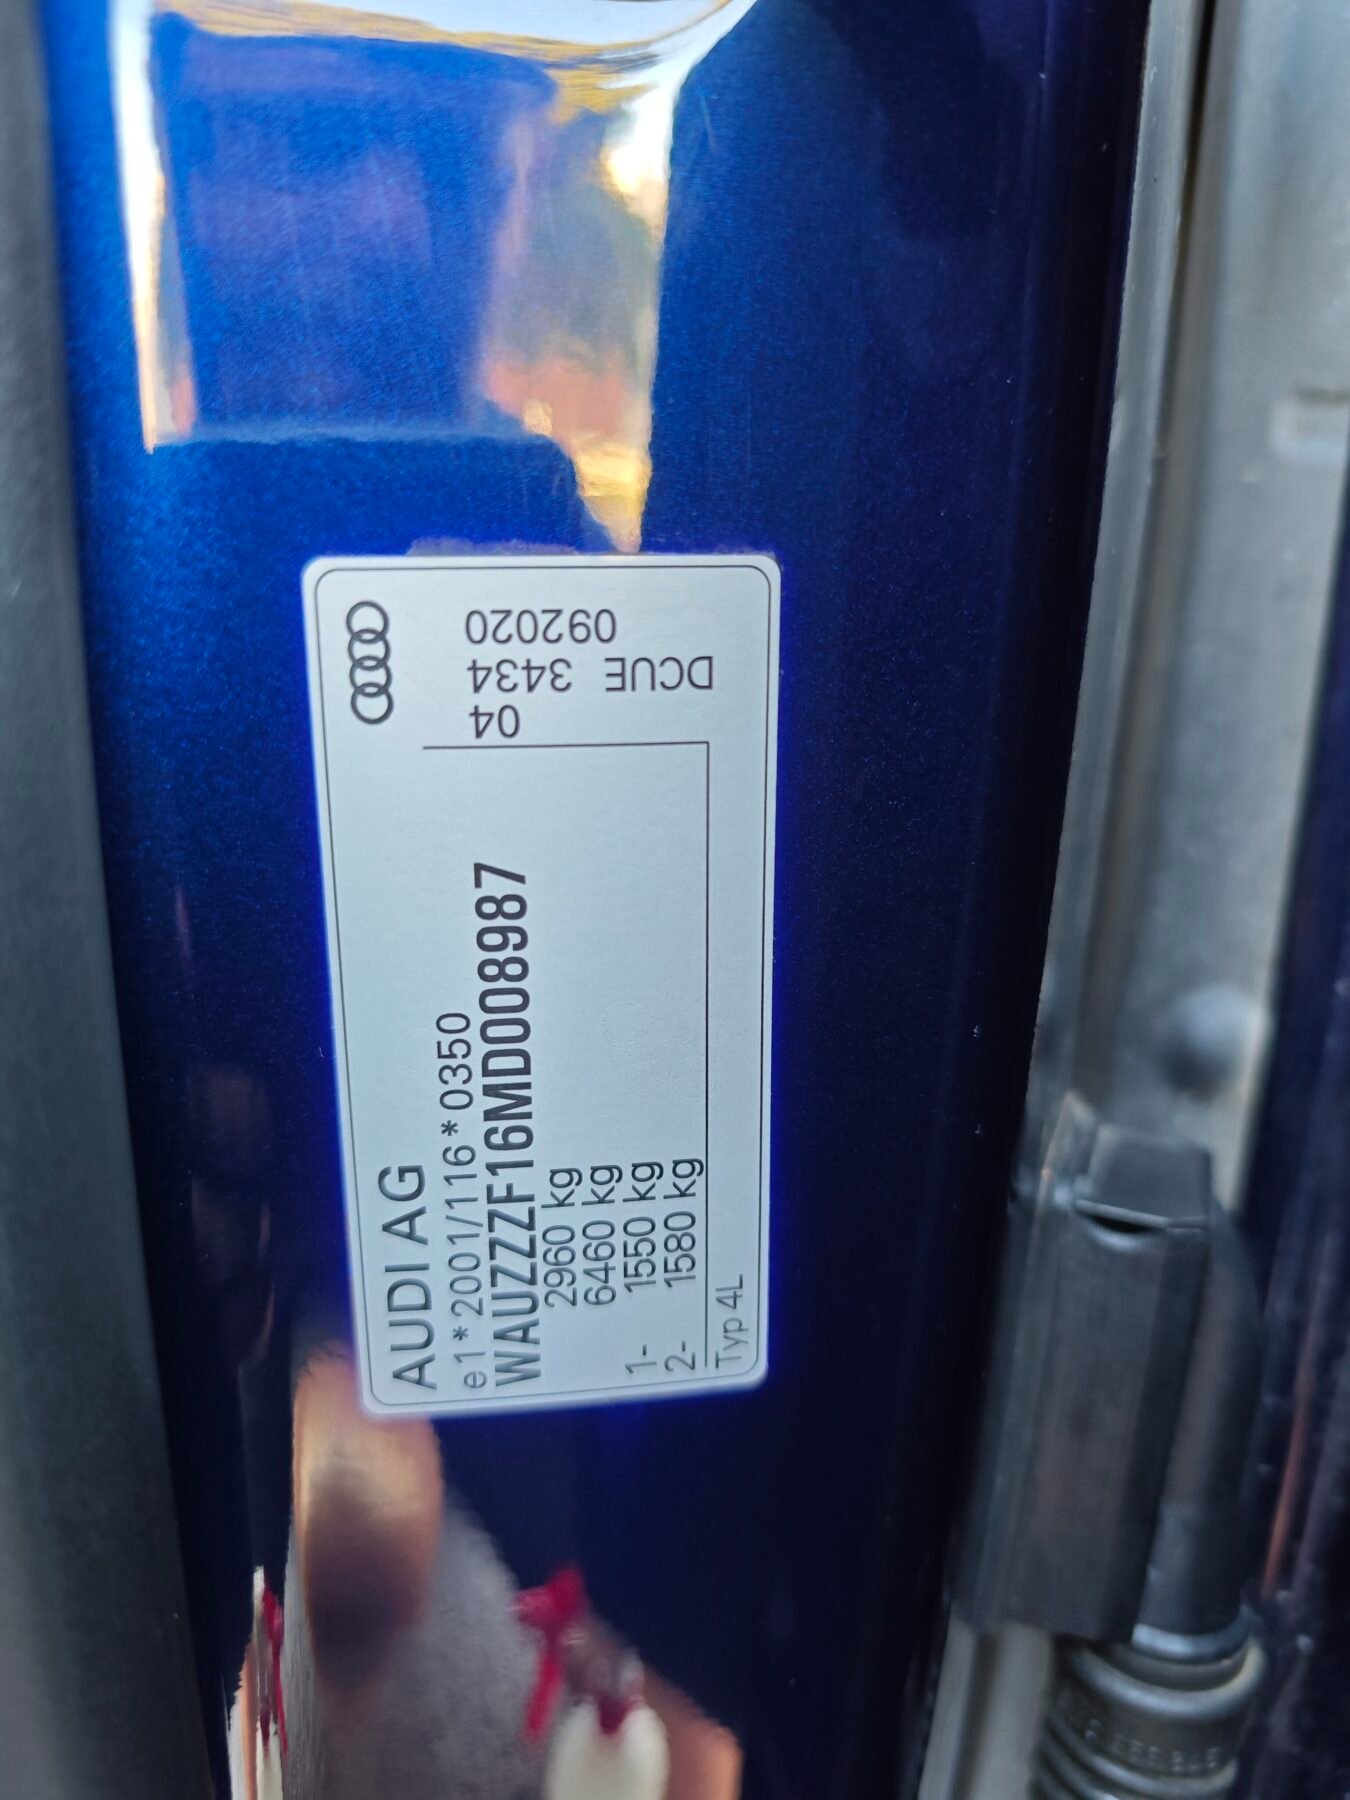 AUDI AG
e1*2001/116*0350
WAUZZZF16MD008987
2960 kg
6460 kg
1- 1550 kg
2- 1580 kg
Typ 4L
092020
DCUE 3434
04